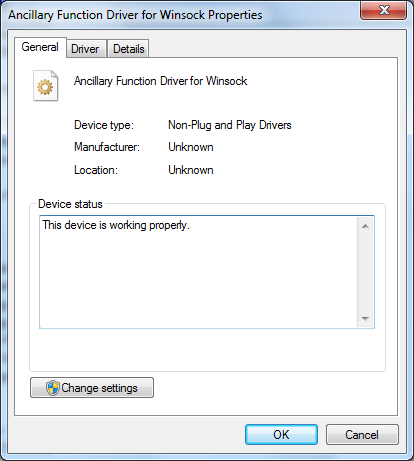 Ancillary Function Driver for Winsock Properties
General Driver Details
Ancillary Function Driver for Winsock
Device type: Non-Plug and Play Drivers
Manufacturer: Unknown
Location: Unknown
Device status
This device is working properly.
Change settings
OK Cancel